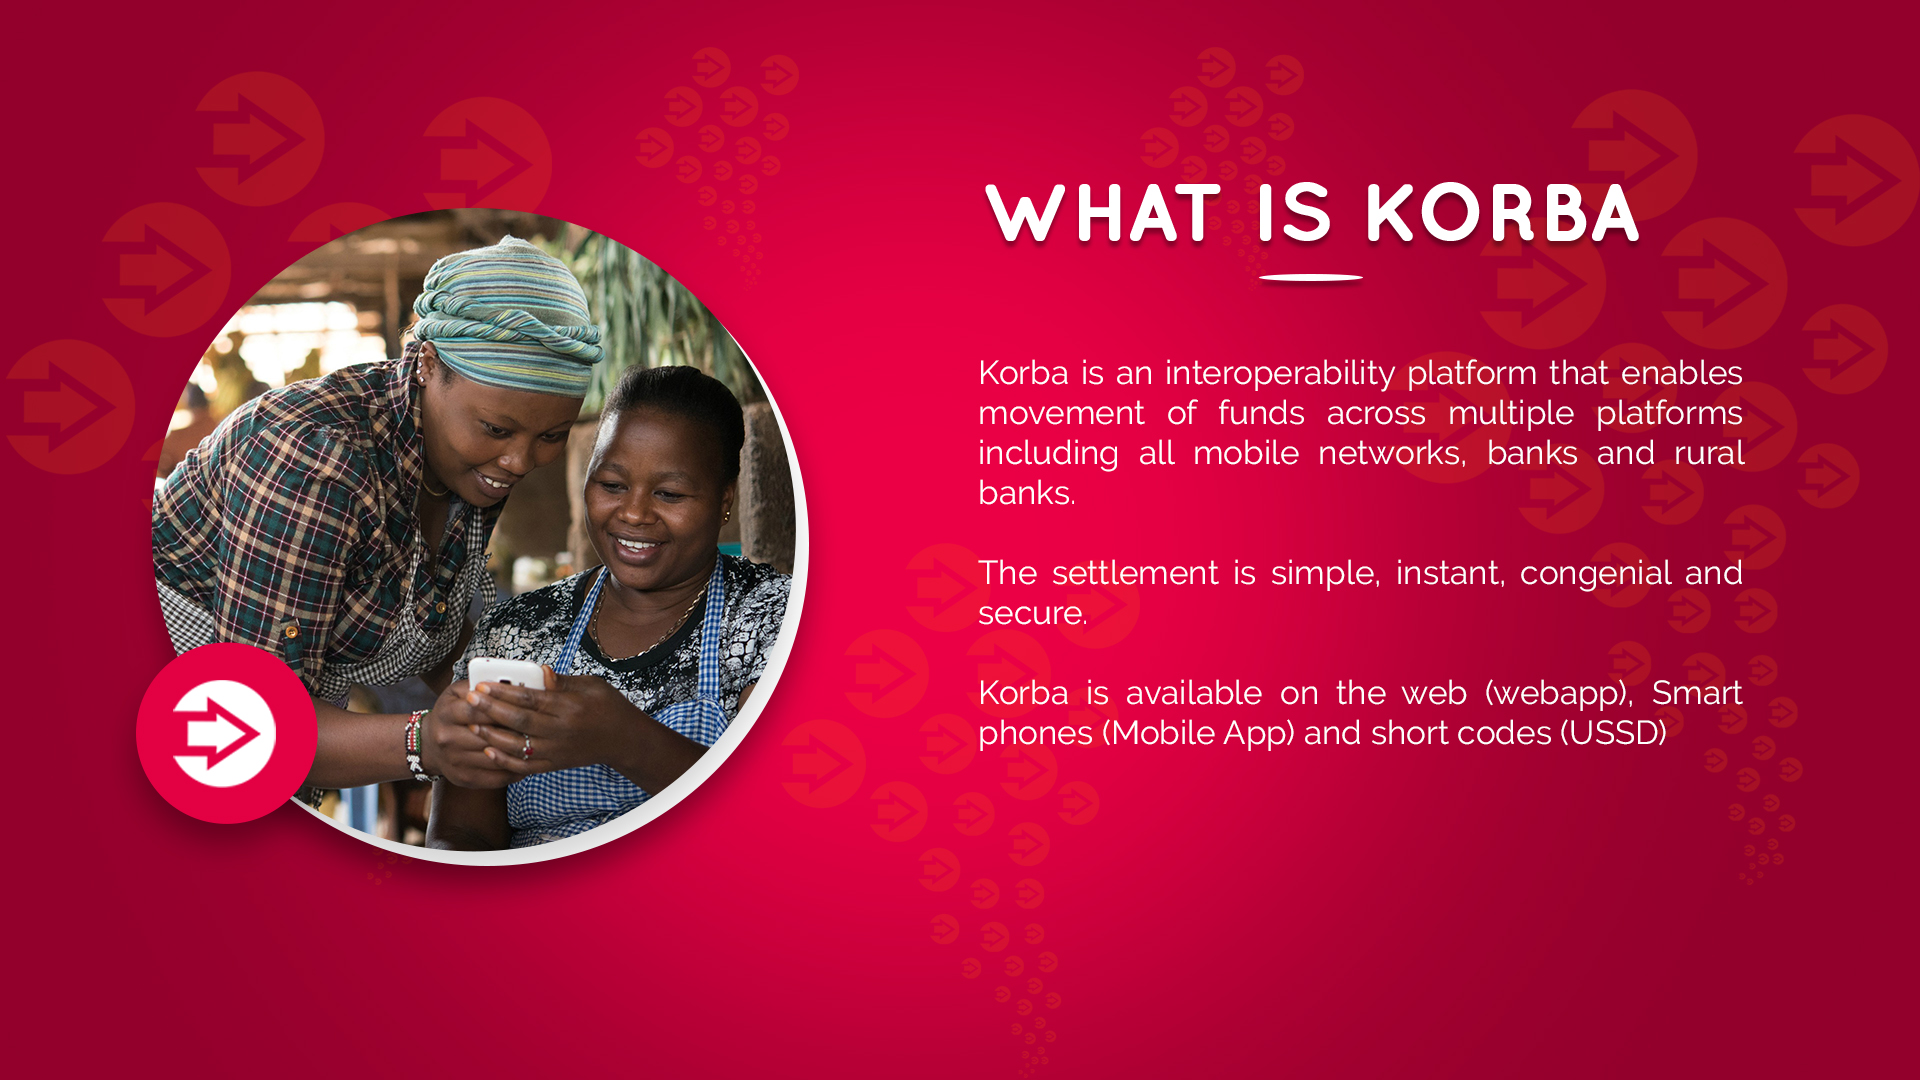 WHAT IS KORBA
Korba is an interoperability platform that enables
movement of funds across multiple platforms
including all mobile networks, banks and rural
banks.
The settlement is simple, instant, congenial and
secure.
Korba is available on the web (webapp), Smart
phones (Mobile App) and short codes (USSD)